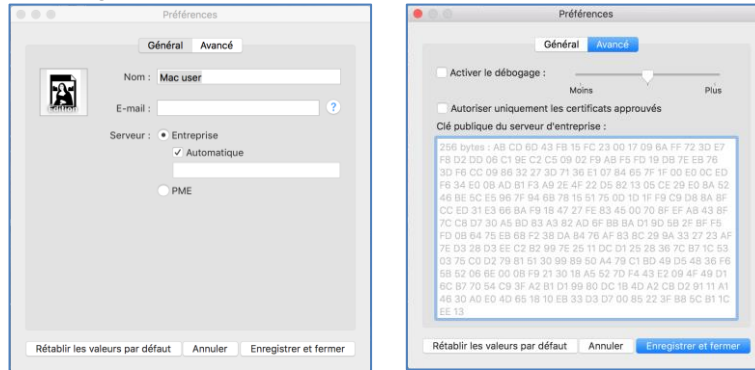 Préférences
Général Avancé
Nom : Mac user
Edition
E-mail : ?
Serveur : Entreprise
Automatique
PME
Rétablir les valeurs par défaut Annuler Enregistrer et fermer
Préférences
Général Avancé
Activer le débogage :
Moins Plus
Autoriser uniquement les certificats approuvés
Clé publique du serveur d'entreprise :
256 bytes : AB CD 6D 43 FB 15 FC 23 00 17 09 6A FF 72 3D E7
F8 D2 DD 06 C1 9E C2 C5 09 02 F9 AB F5 FD 19 DB 7E EB 76
3D F6 CC 09 86 32 27 3D 71 36 E1 07 84 65 7F 1F 00 E0 0C ED
F6 34 E0 0B AD B1 F3 A9 2E 4F 22 D5 82 13 05 CE 29 E0 8A 52
46 BE 5C E5 96 7F 94 6B 78 15 51 75 0D 1D 1F F9 C9 D8 8A 8F
CC ED 31 E3 66 BA F9 18 47 27 FE 83 45 00 70 8F EF AB 43 8F
7C D8 D7 30 A5 BD 83 A3 82 AD 6F BB BA D1 9D 5B 2F BF F5
FD 0B 64 75 EB 6B F2 38 DA 84 76 AF 83 8C 29 9A 33 27 23 AF
7E D3 28 D3 EE C2 B2 99 7E 25 11 DC D1 25 28 36 7C B7 1C 53
03 75 C0 D2 79 81 51 30 99 89 50 A4 79 C1 BD 49 D5 48 36 F6
5B 52 06 6E 00 0B F9 21 30 18 A5 52 7D F4 43 E2 09 4F 49 D1
6C B7 70 54 C9 3F A2 B1 D1 99 80 DC 1B 4D A2 C8 D2 91 11 A1
48 30 A0 E0 4D 65 18 10 EB 33 D3 D7 00 85 22 3F B8 5C B1 1C
EE 13
Rétablir les valeurs par défaut Annuler Enregistrer et fermer